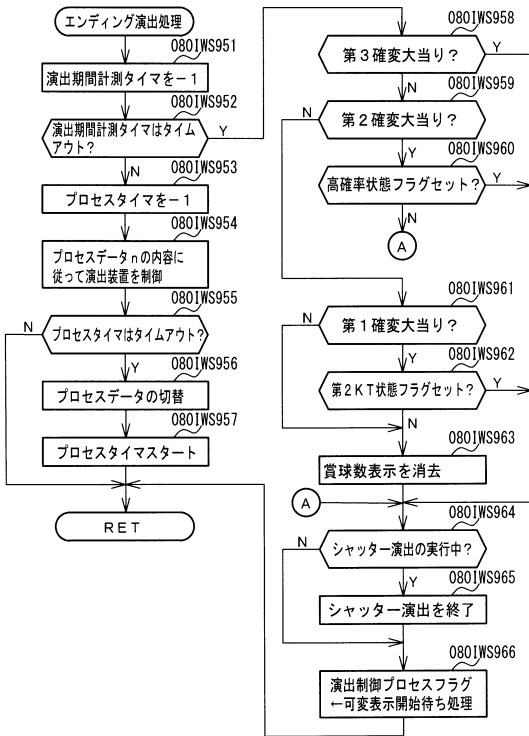 エンディング演出処理
080IWS951
演出期間計測タイマを－1
080IWS952
演出期間計測タイマはタイム
アウト?
Y
N
080IWS953
プロセスタイマを－1
080IWS954
プロセスデータnの内容に
従って演出装置を制御
080IWS955
N
プロセスタイマはタイムアウト?
Y
080IWS956
プロセスデータの切替
080IWS957
プロセスタイマスタート
RET
080IWS958
第3確変大当り?
Y
N
080IWS959
N
第2確変大当り?
Y
080IWS960
高確率状態フラグセット?
Y
N
A
080IWS961
N
第1確変大当り?
Y
080IWS962
第2KT状態フラグセット?
Y
N
080IWS963
賞球数表示を消去
A
080IWS964
N
シャッター演出の実行中?
Y
080IWS965
シャッター演出を終了
080IWS966
演出制御プロセスフラグ
←可変表示開始待ち処理